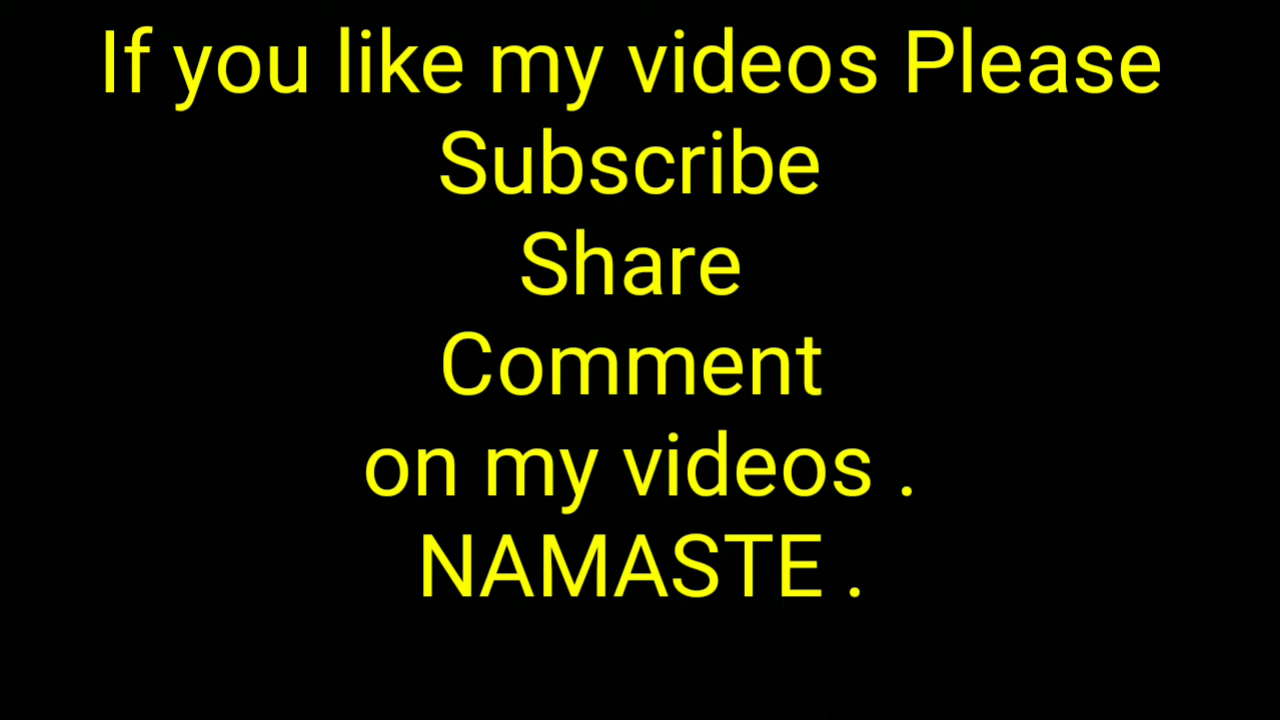 If you like my videos Please
Subscribe
Share
Comment
on my videos .
NAMASTE .